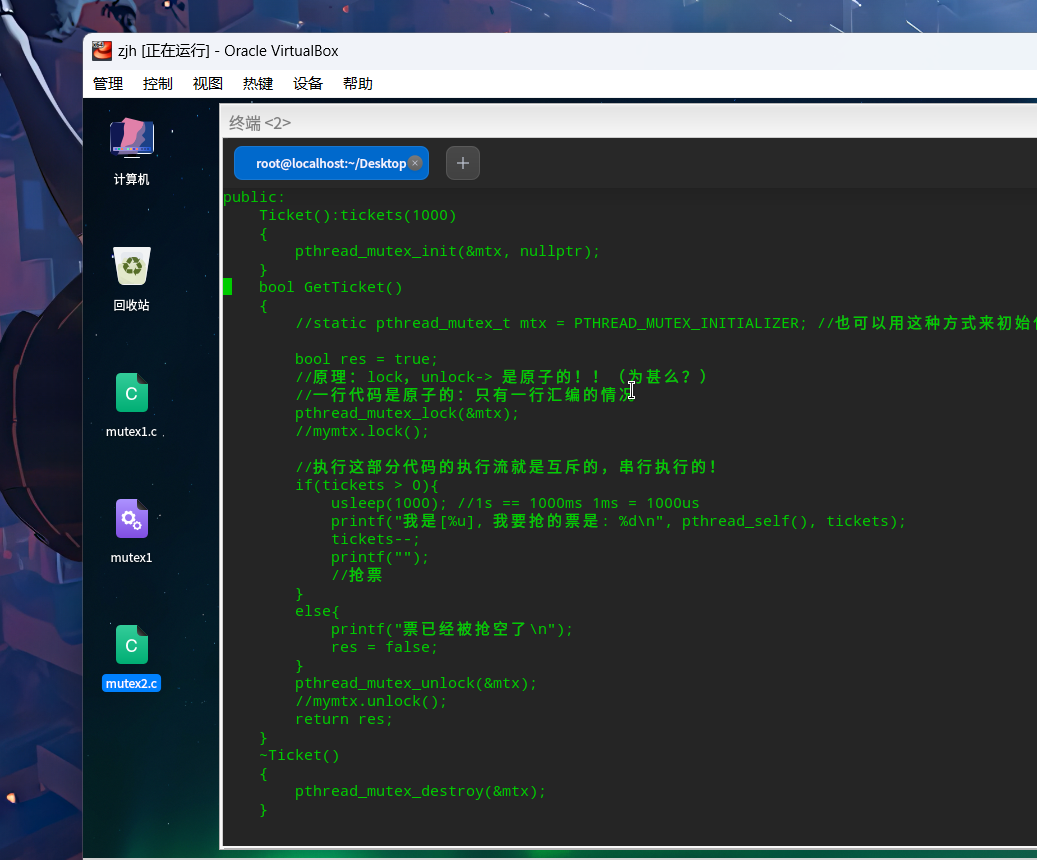 zjh [正在运行] - Oracle VirtualBox
管理 控制 视图 热键 设备 帮助
终端 <2>
root@localhost:~/Desktop
计算机
回收站
C
mutex1.c
mutex1
C
mutex2.c
public:
    Ticket():tickets(1000)
    {
        pthread_mutex_init(&mtx, nullptr);
    }
    bool GetTicket()
    {
        //static pthread_mutex_t mtx = PTHREAD_MUTEX_INITIALIZER; //也可以用这种方式来初始
        bool res = true;
        //原理：lock，unlock-> 是原子的！！（为甚么？）
        //一行代码是原子的：只有一行汇编的情况
        pthread_mutex_lock(&mtx);
        //mymtx.lock();
        //执行这部分代码的执行流就是互斥的，串行执行的！
        if(tickets > 0){
            usleep(1000); //1s == 1000ms 1ms = 1000us
            printf("我是[%u]，我要抢的票是：%d\n", pthread_self(), tickets);
            tickets--;
            printf("");
            //抢票
        }
        else{
            printf("票已经被抢空了\n");
            res = false;
        }
        pthread_mutex_unlock(&mtx);
        //mymtx.unlock();
        return res;
    }
    ~Ticket()
    {
        pthread_mutex_destroy(&mtx);
    }